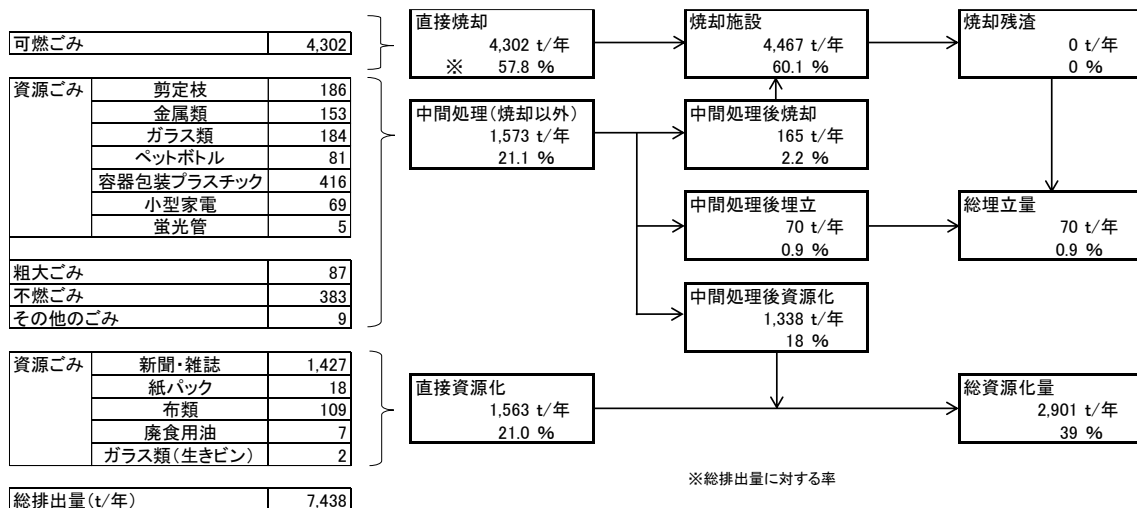 可燃ごみ 4,302
資源ごみ 剪定枝 186
金属類 153
ガラス類 184
ペットボトル 81
容器包装プラスチック 416
小型家電 69
蛍光管 5
粗大ごみ 87
不燃ごみ 383
その他のごみ 9
資源ごみ 新聞・雑誌 1,427
紙パック 18
布類 109
廃食用油 7
ガラス類(生きビン) 2
総排出量(t/年) 7,438
直接焼却
4,302 t/年
※ 57.8 %
焼却施設
4,467 t/年
60.1 %
焼却残渣
0 t/年
0 %
中間処理(焼却以外)
1,573 t/年
21.1 %
中間処理後焼却
165 t/年
2.2 %
中間処理後埋立
70 t/年
0.9 %
総埋立量
70 t/年
0.9 %
中間処理後資源化
1,338 t/年
18 %
直接資源化
1,563 t/年
21.0 %
総資源化量
2,901 t/年
39 %
※総排出量に対する率